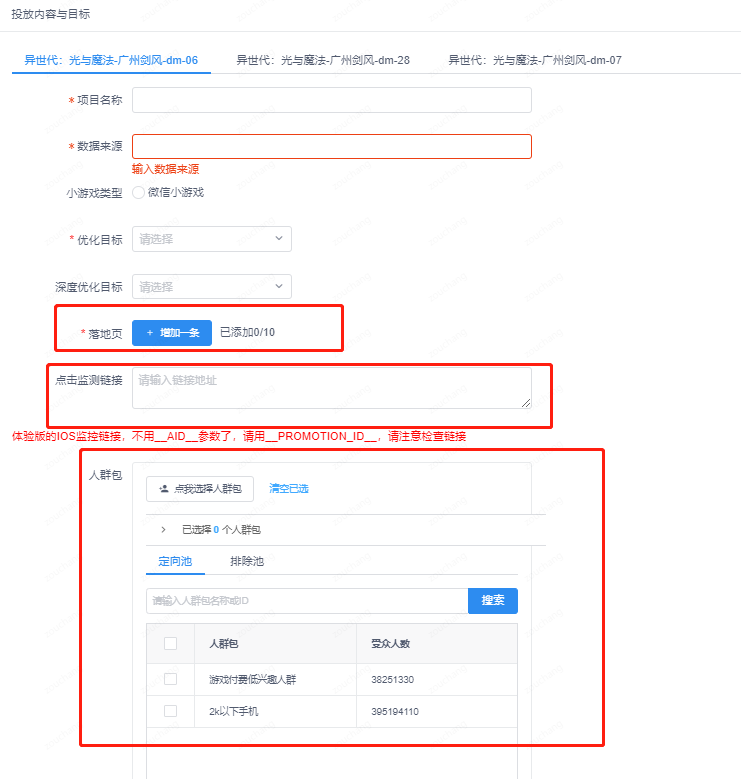 投放内容与目标
异世代：光与魔法-广州剑风-dm-06 异世代：光与魔法-广州剑风-dm-28 异世代：光与魔法-广州剑风-dm-07
* 项目名称
* 数据来源
输入数据来源
小游戏类型 微信小游戏
* 优化目标 请选择
深度优化目标 请选择
* 落地页 + 增加一条 已添加0/10
点击监测链接 请输入链接地址
体验版的IOS监控链接，不用__AID__参数了，请用__PROMOTION_ID__，请注意检查链接
人群包
点我选择人群包 清空已选
> 已选择 0 个人群包
定向池 排除池
请输入人群包名称或ID 搜索
人群包 受众人数
游戏付费低兴趣人群 38251330
2k以下手机 395194110